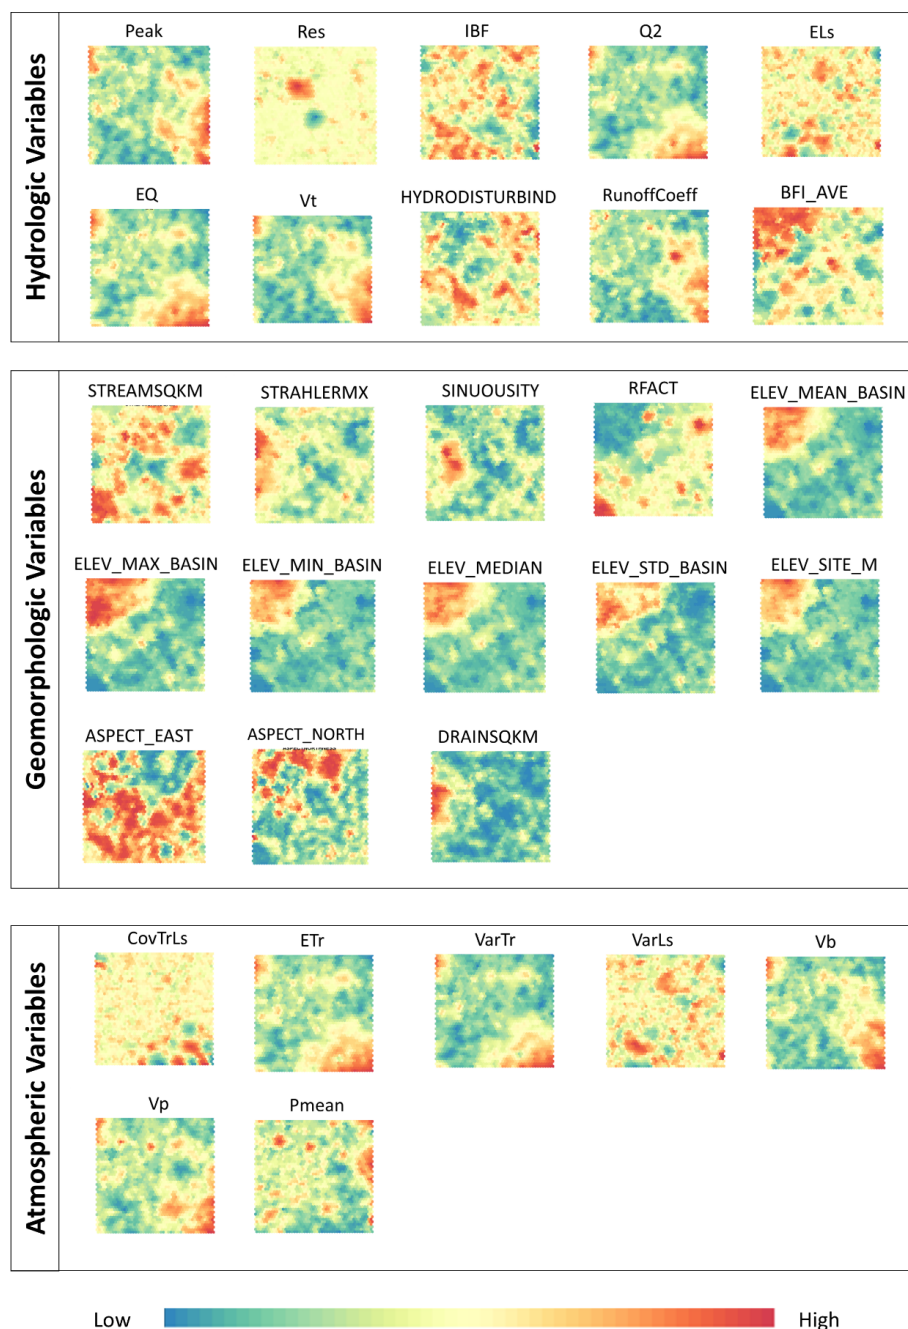 Hydrologic Variables
Peak Res IBF Q2 ELs
EQ Vt HYDRODISTURBIND RunoffCoeff BFI_AVE
Geomorphologic Variables
STREAMSQKM STRAHLERMX SINUOUSITY RFACT ELEV_MEAN_BASIN
ELEV_MAX_BASIN ELEV_MIN_BASIN ELEV_MEDIAN ELEV_STD_BASIN ELEV_SITE_M
ASPECT_EAST ASPECT_NORTH DRAINSQKM
Atmospheric Variables
CovTrLs ETr VarTr VarLs Vb
Vp Pmean
Low High